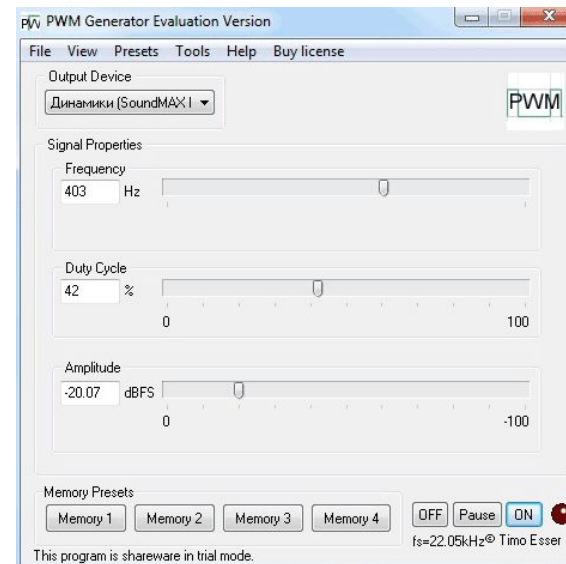 PWM PWM Generator Evaluation Version
File View Presets Tools Help Buy license
Output Device
Динамики (SoundMAX I
PWM
Signal Properties
Frequency
403 Hz
Duty Cycle
42 %
0 100
Amplitude
-20.07 dBFS
0 -100
Memory Presets
Memory 1 Memory 2 Memory 3 Memory 4
OFF Pause ON
fs=22.05kHz © Timo Esser
This program is shareware in trial mode.